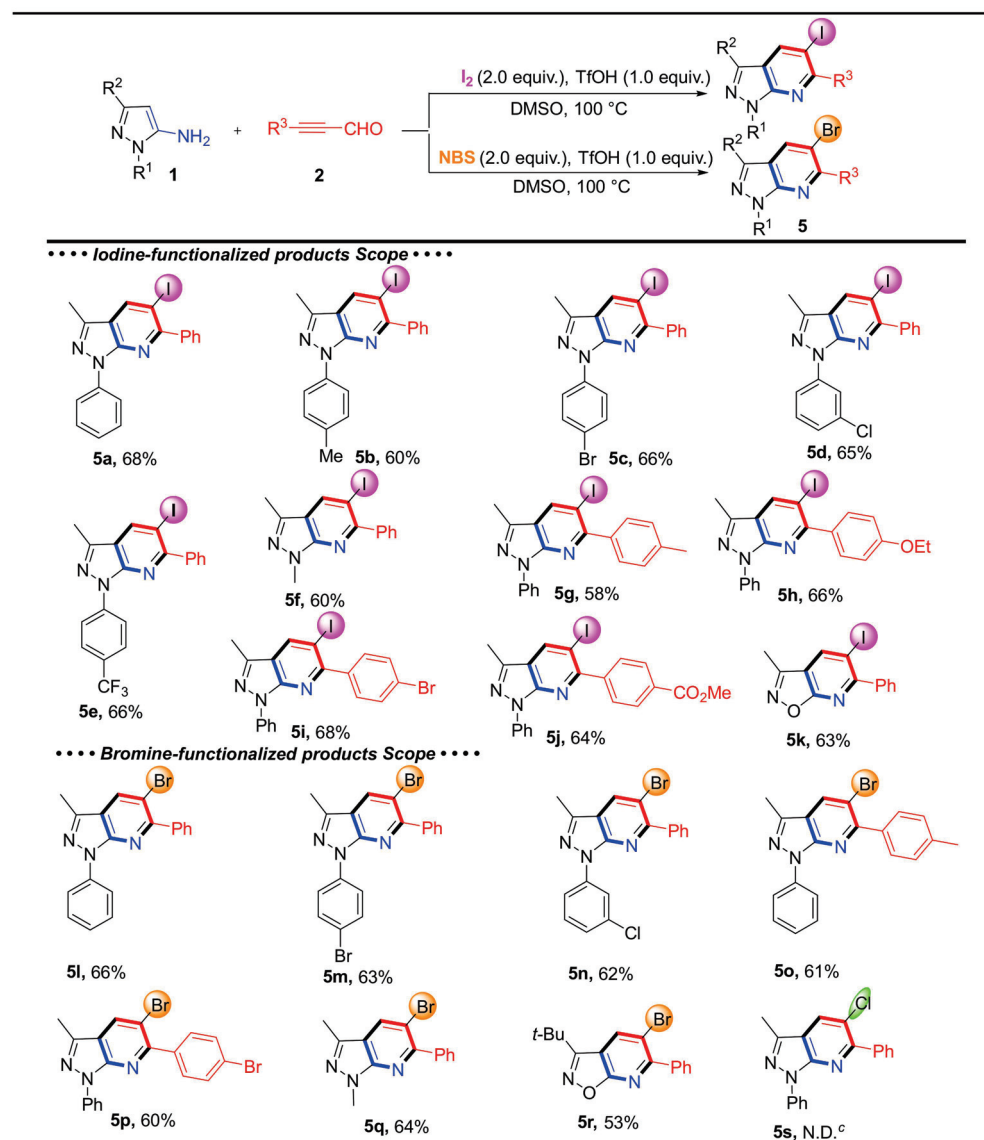 R² I
I₂ (2.0 equiv.), TfOH (1.0 equiv.)
N N N R³
DMSO, 100 °C
R¹
R² N N NH₂ R¹ + R³ CHO
Br
NBS (2.0 equiv.), TfOH (1.0 equiv.)
R² N N N R³
DMSO, 100 °C
R¹
1 2 5
•••• Iodine-functionalized products Scope ••••
I I I I
Ph Ph Ph Ph
N N N N N N N N N N N N
Me Br Cl
5a, 68% 5b, 60% 5c, 66% 5d, 65%
I I I I
Ph Ph OEt
N N N N N N N N N N N N
Ph Ph
CF₃
5f, 60% 5g, 58% 5h, 66%
5e, 66%
I I I
Br CO₂Me Ph
N N N N N N N O N
Ph Ph
5i, 68% 5j, 64% 5k, 63%
•••• Bromine-functionalized products Scope ••••
Br Br Br Br
Ph Ph Ph
N N N N N N N N N N N N
Br Cl
5l, 66% 5m, 63% 5n, 62% 5o, 61%
Br Br Br Cl
t-Bu
Br Ph Ph Ph
N N N N N N N O N N N N
Ph Ph
5p, 60% 5q, 64% 5r, 53% 5s, N.D.ᶜ